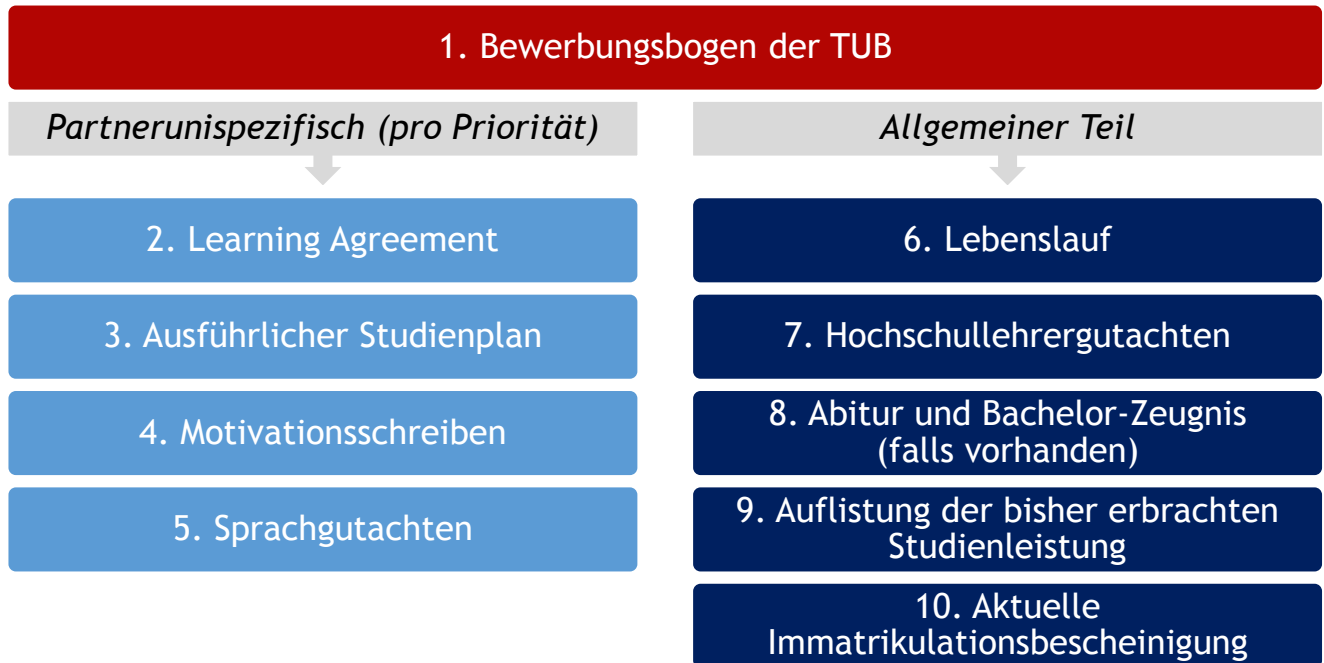 1. Bewerbungsbogen der TUB
Partnerunispezifisch (pro Priorität)
2. Learning Agreement
3. Ausführlicher Studienplan
4. Motivationsschreiben
5. Sprachgutachten
Allgemeiner Teil
6. Lebenslauf
7. Hochschullehrergutachten
8. Abitur und Bachelor-Zeugnis
(falls vorhanden)
9. Auflistung der bisher erbrachten
Studienleistung
10. Aktuelle
Immatrikulationsbescheinigung